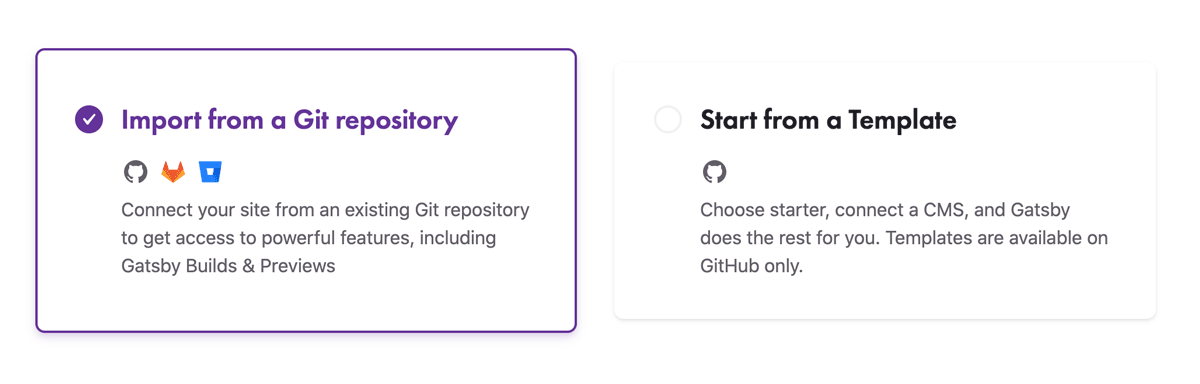 Import from a Git repository
Connect your site from an existing Git repository
to get access to powerful features, including
Gatsby Builds & Previews
Start from a Template
Choose starter, connect a CMS, and Gatsby
does the rest for you. Templates are available on
GitHub only.